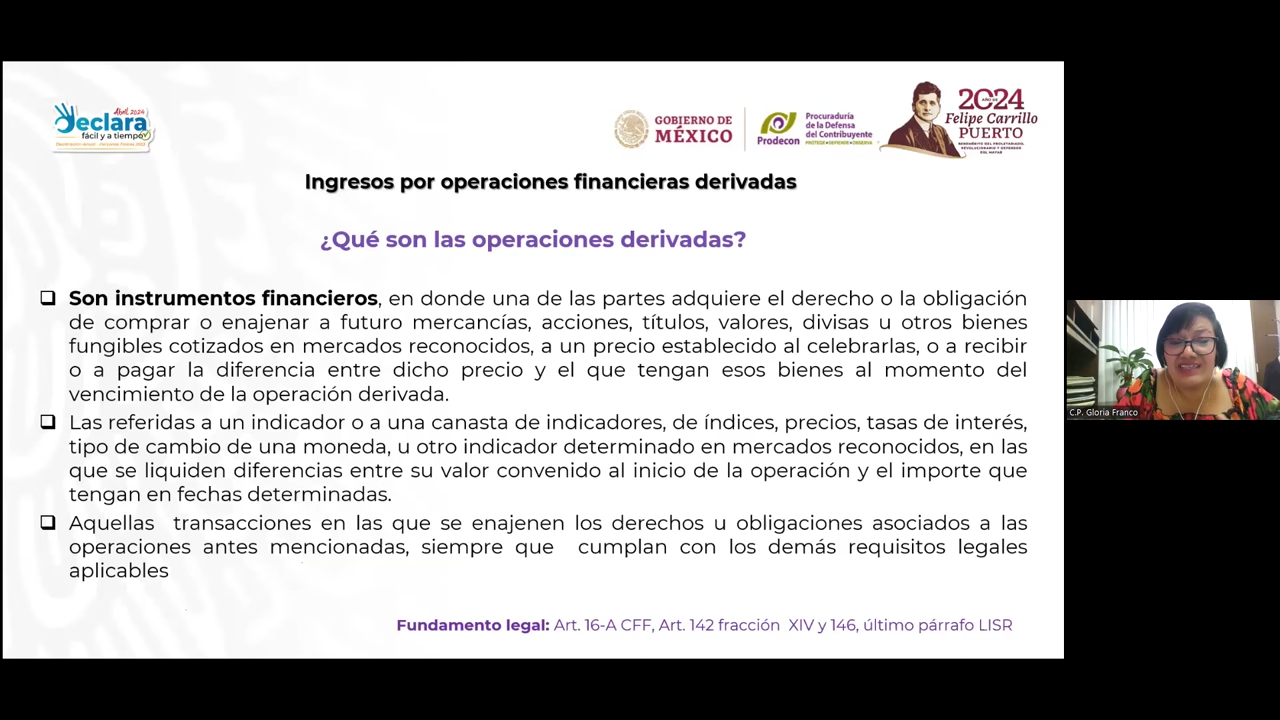 Abril 2024
Declara
fácil y a tiempo
Declaración Anual - Personas Físicas 2023
GOBIERNO DE
MÉXICO
Prodecon
Procuraduría
de la Defensa
del Contribuyente
PROTEGE • DEFIENDE • OBSERVA
2024
AÑO DE
Felipe Carrillo
PUERTO
BENEMÉRITO DEL PROLETARIADO,
REVOLUCIONARIO Y DEFENSOR
DEL MAYAB
Ingresos por operaciones financieras derivadas
¿Qué son las operaciones derivadas?
Son instrumentos financieros, en donde una de las partes adquiere el derecho o la obligación
de comprar o enajenar a futuro mercancías, acciones, títulos, valores, divisas u otros bienes
fungibles cotizados en mercados reconocidos, a un precio establecido al celebrarlas, o a recibir
o a pagar la diferencia entre dicho precio y el que tengan esos bienes al momento del
vencimiento de la operación derivada.
Las referidas a un indicador o a una canasta de indicadores, de índices, precios, tasas de interés,
tipo de cambio de una moneda, u otro indicador determinado en mercados reconocidos, en las
que se liquiden diferencias entre su valor convenido al inicio de la operación y el importe que
tengan en fechas determinadas.
Aquellas transacciones en las que se enajenen los derechos u obligaciones asociados a las
operaciones antes mencionadas, siempre que cumplan con los demás requisitos legales
aplicables
Fundamento legal: Art. 16-A CFF, Art. 142 fracción XIV y 146, último párrafo LISR
C.P. Gloria Franco